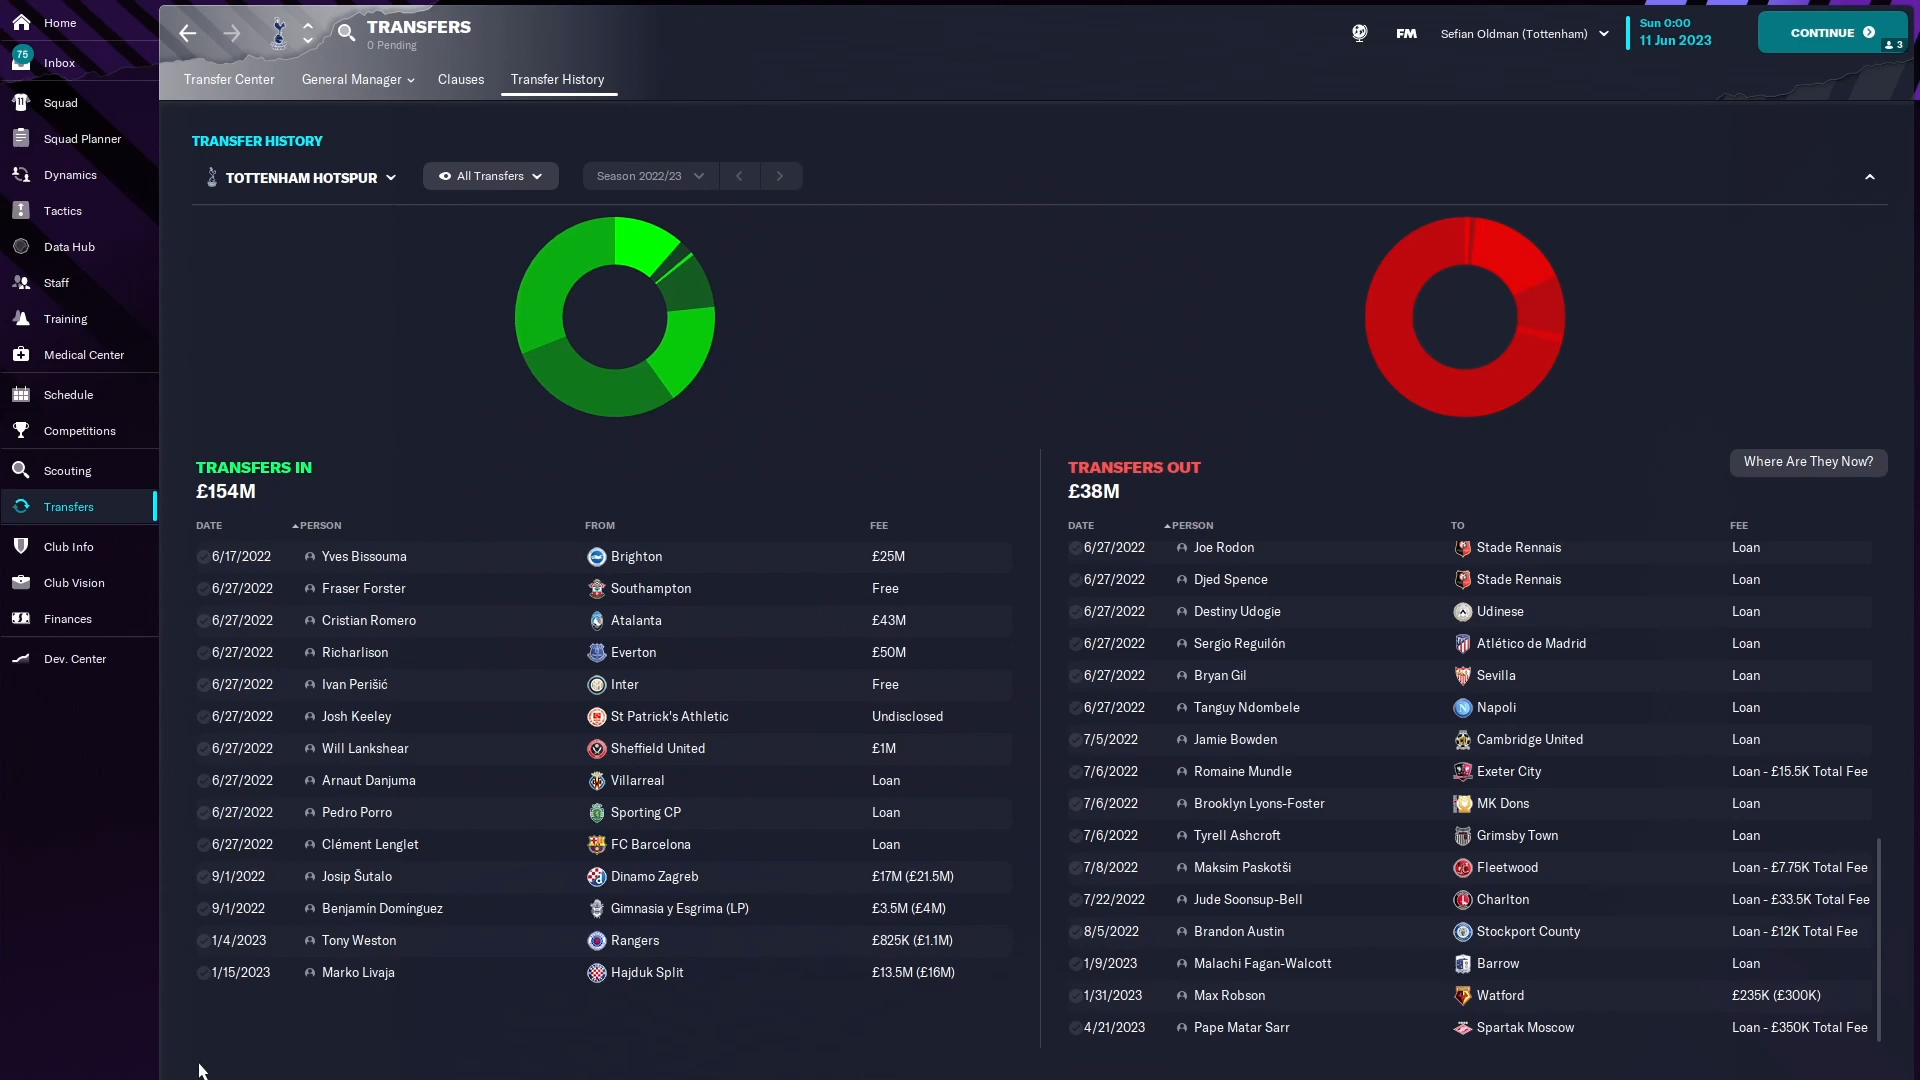 Home
75
Inbox
Squad
Squad Planner
Dynamics
Tactics
Data Hub
Staff
Training
Medical Center
Schedule
Competitions
Scouting
Transfers
Club Info
Club Vision
Finances
Dev. Center
TRANSFERS
0 Pending
FM
Sefian Oldman (Tottenham)
Sun 0:00
11 Jun 2023
CONTINUE
3
Transfer Center
General Manager
Clauses
Transfer History
TRANSFER HISTORY
TOTTENHAM HOTSPUR
All Transfers
Season 2022/23
TRANSFERS IN
£154M
DATE PERSON FROM FEE
6/17/2022 Yves Bissouma Brighton £25M
6/27/2022 Fraser Forster Southampton Free
6/27/2022 Cristian Romero Atalanta £43M
6/27/2022 Richarlison Everton £50M
6/27/2022 Ivan Perišić Inter Free
6/27/2022 Josh Keeley St Patrick's Athletic Undisclosed
6/27/2022 Will Lankshear Sheffield United £1M
6/27/2022 Arnaut Danjuma Villarreal Loan
6/27/2022 Pedro Porro Sporting CP Loan
6/27/2022 Clément Lenglet FC Barcelona Loan
9/1/2022 Josip Šutalo Dinamo Zagreb £17M (£21.5M)
9/1/2022 Benjamín Domínguez Gimnasia y Esgrima (LP) £3.5M (£4M)
1/4/2023 Tony Weston Rangers £825K (£1.1M)
1/15/2023 Marko Livaja Hajduk Split £13.5M (£16M)
TRANSFERS OUT
£38M
Where Are They Now?
DATE PERSON TO FEE
6/27/2022 Joe Rodon Stade Rennais Loan
6/27/2022 Djed Spence Stade Rennais Loan
6/27/2022 Destiny Udogie Udinese Loan
6/27/2022 Sergio Reguilón Atlético de Madrid Loan
6/27/2022 Bryan Gil Sevilla Loan
6/27/2022 Tanguy Ndombele Napoli Loan
7/5/2022 Jamie Bowden Cambridge United Loan
7/6/2022 Romaine Mundle Exeter City Loan - £15.5K Total Fee
7/6/2022 Brooklyn Lyons-Foster MK Dons Loan
7/6/2022 Tyrell Ashcroft Grimsby Town Loan
7/8/2022 Maksim Paskotši Fleetwood Loan - £7.75K Total Fee
7/22/2022 Jude Soonsup-Bell Charlton Loan - £33.5K Total Fee
8/5/2022 Brandon Austin Stockport County Loan - £12K Total Fee
1/9/2023 Malachi Fagan-Walcott Barrow Loan
1/31/2023 Max Robson Watford £235K (£300K)
4/21/2023 Pape Matar Sarr Spartak Moscow Loan - £350K Total Fee